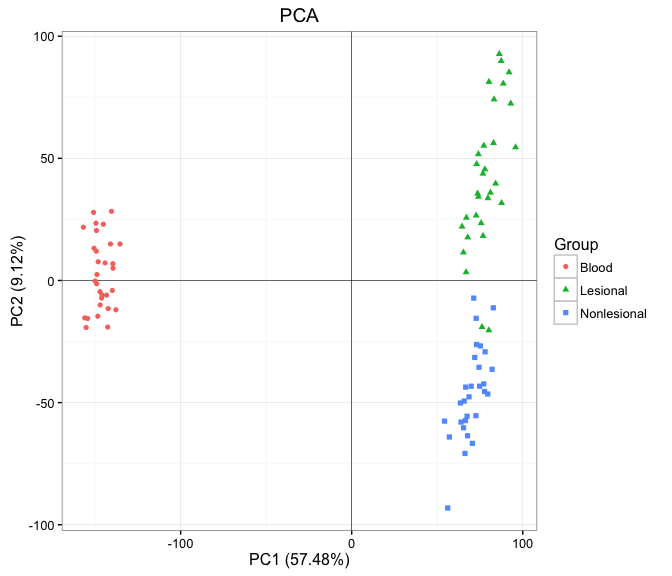 PCA
100
50
0
-50
-100
PC2 (9.12%)
-100
0
100
PC1 (57.48%)
Group
Blood
Lesional
Nonlesional